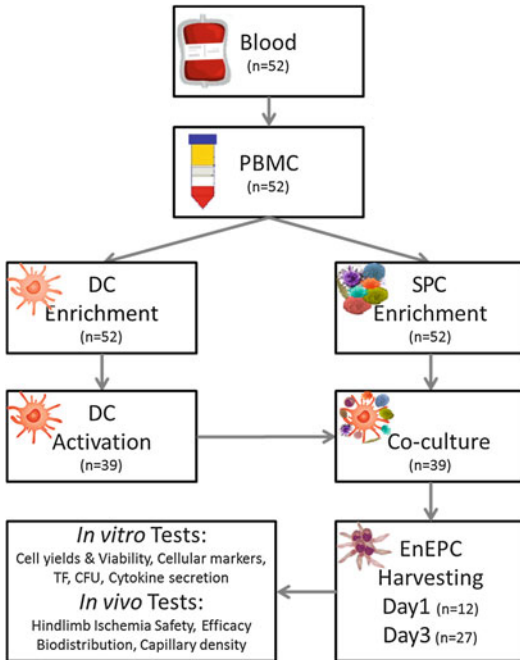 Blood
(n=52)
PBMC
(n=52)
DC
Enrichment
(n=52)
SPC
Enrichment
(n=52)
DC
Activation
(n=39)
Co-culture
(n=39)
In vitro Tests:
Cell yields & Viability, Cellular markers,
TF, CFU, Cytokine secretion
In vivo Tests:
Hindlimb Ischemia Safety, Efficacy
Biodistribution, Capillary density
EnEPC
Harvesting
Day1 (n=12)
Day3 (n=27)